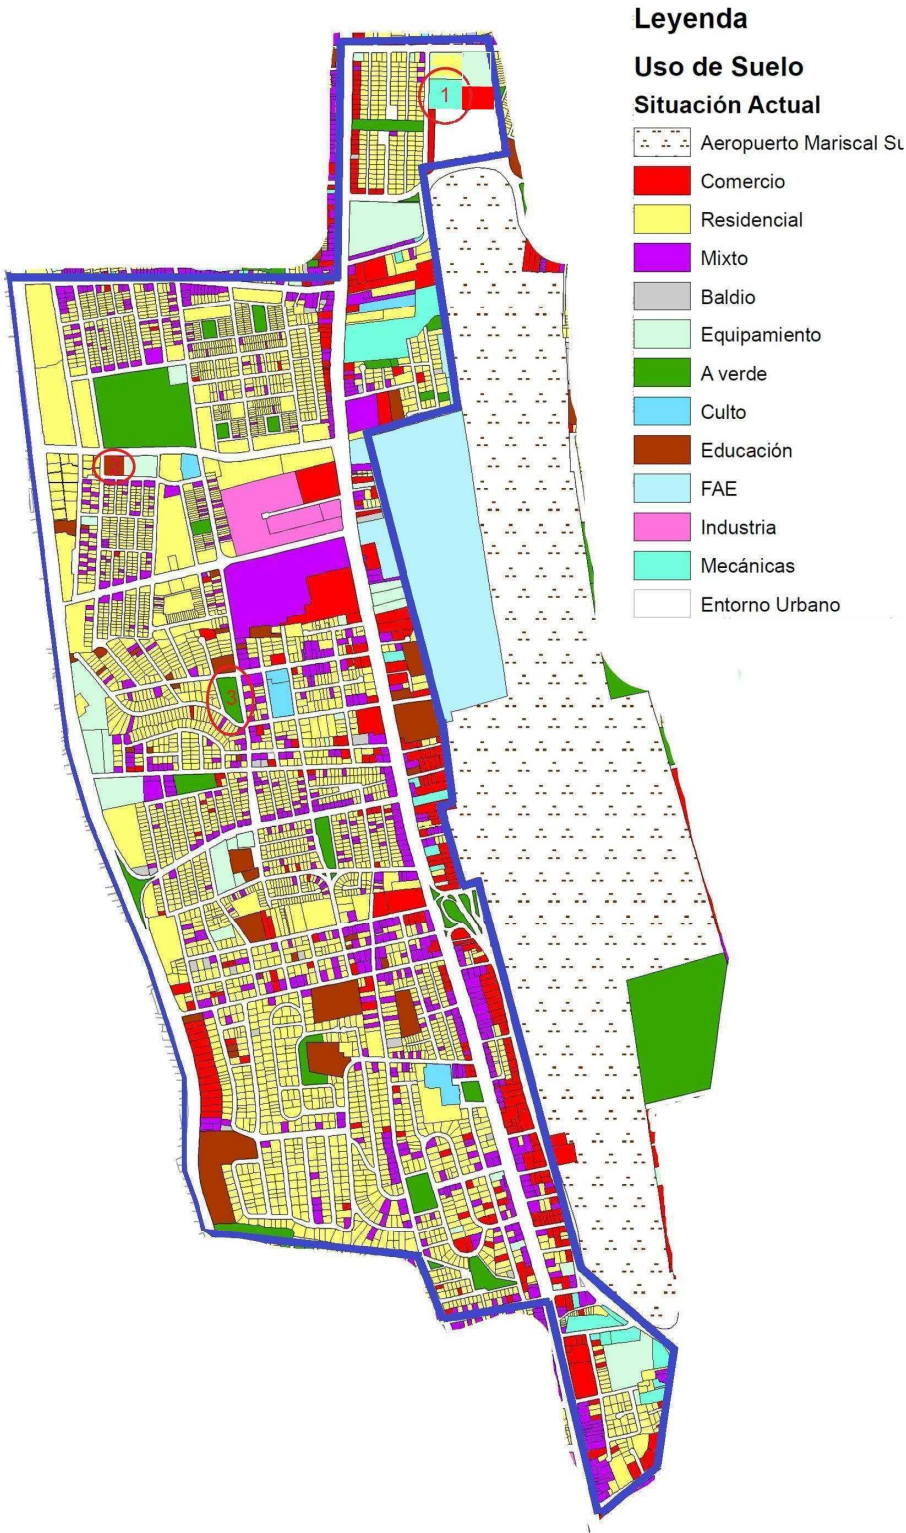 Leyenda
Uso de Suelo
Situación Actual
Aeropuerto Mariscal Su
Comercio
Residencial
Mixto
Baldio
Equipamiento
A verde
Culto
Educación
FAE
Industria
Mecánicas
Entorno Urbano
1
3